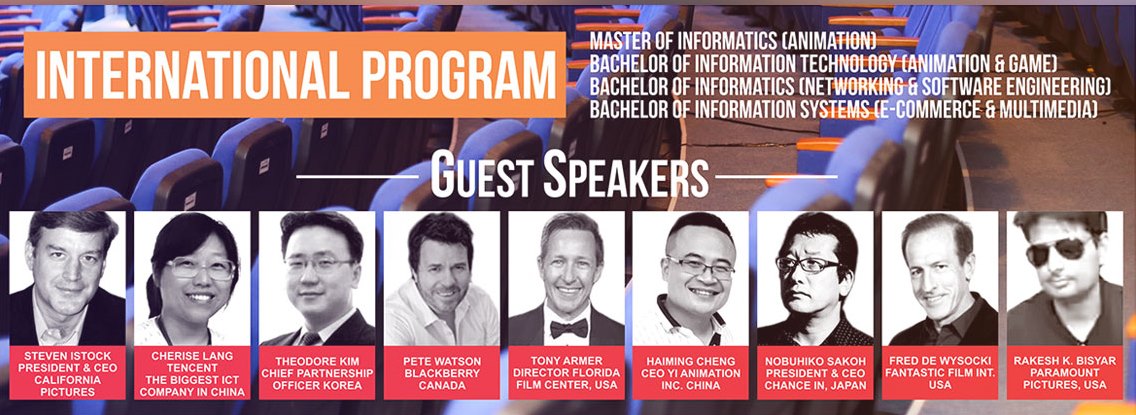 INTERNATIONAL PROGRAM
MASTER OF INFORMATICS (ANIMATION)
BACHELOR OF INFORMATION TECHNOLOGY (ANIMATION & GAME)
BACHELOR OF INFORMATICS (NETWORKING & SOFTWARE ENGINEERING)
BACHELOR OF INFORMATION SYSTEMS (E-COMMERCE & MULTIMEDIA)
GUEST SPEAKERS
STEVEN ISTOCK
PRESIDENT & CEO
CALIFORNIA
PICTURES
CHERISE LANG
TENCENT
THE BIGGEST ICT
COMPANY IN CHINA
THEODORE KIM
CHIEF PARTNERSHIP
OFFICER KOREA
PETE WATSON
BLACKBERRY
CANADA
TONY ARMER
DIRECTOR FLORIDA
FILM CENTER, USA
HAIMING CHENG
CEO YI ANIMATION
INC. CHINA
NOBUHIKO SAKOH
PRESIDENT & CEO
CHANCE IN, JAPAN
FRED DE WYSOCKI
FANTASTIC FILM INT.
USA
RAKESH K. BISYAR
PARAMOUNT
PICTURES, USA